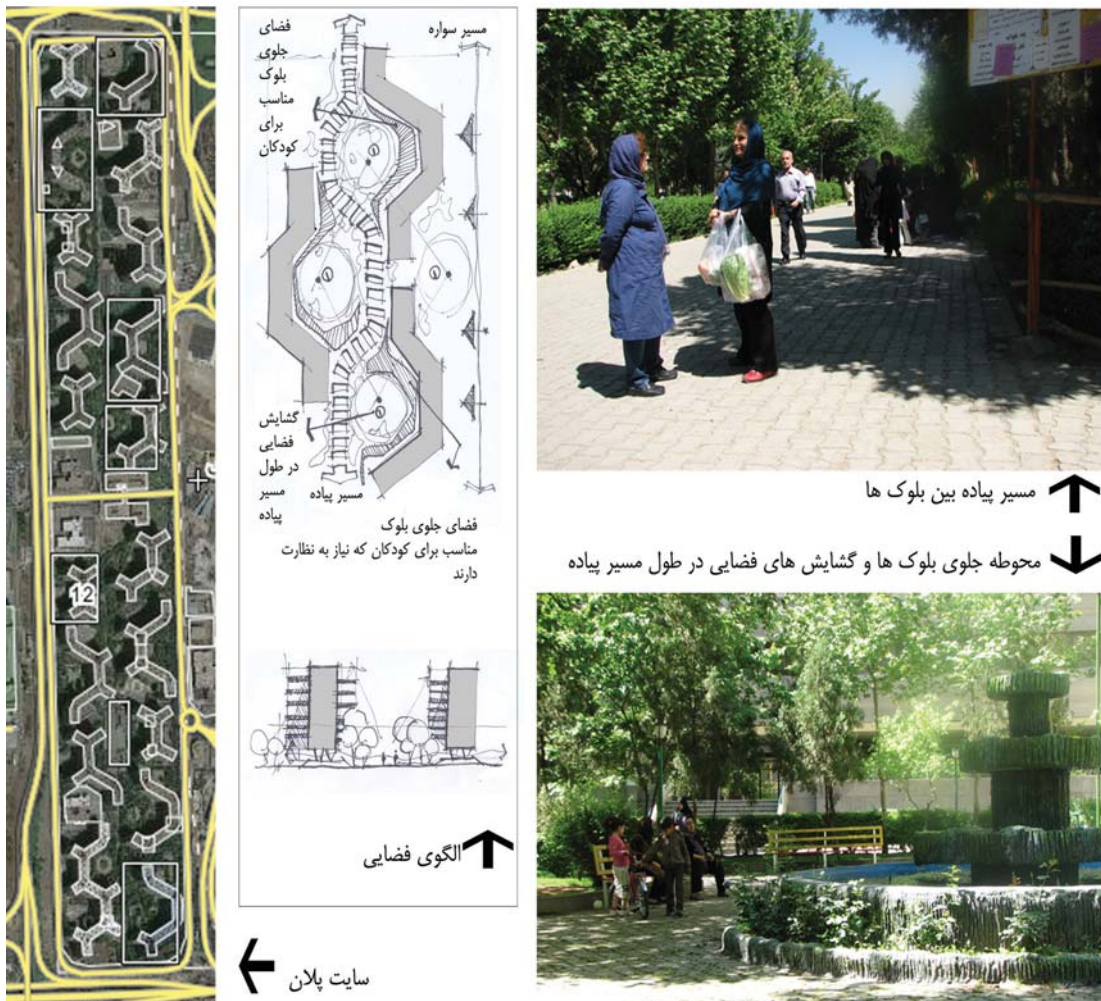 مسیر سواره
فضای
جلوی
بلوک
مناسب
برای
کودکان
گشایش
فضایی
در طول
مسیر
پیاده
مسیر پیاده
فضای جلوی بلوک
مناسب برای کودکان که نیاز به نظارت
دارند
الگوی فضایی
مسیر پیاده بین بلوک ها
محوطه جلوی بلوک ها و گشایش های فضایی در طول مسیر پیاده
12
سایت پلان